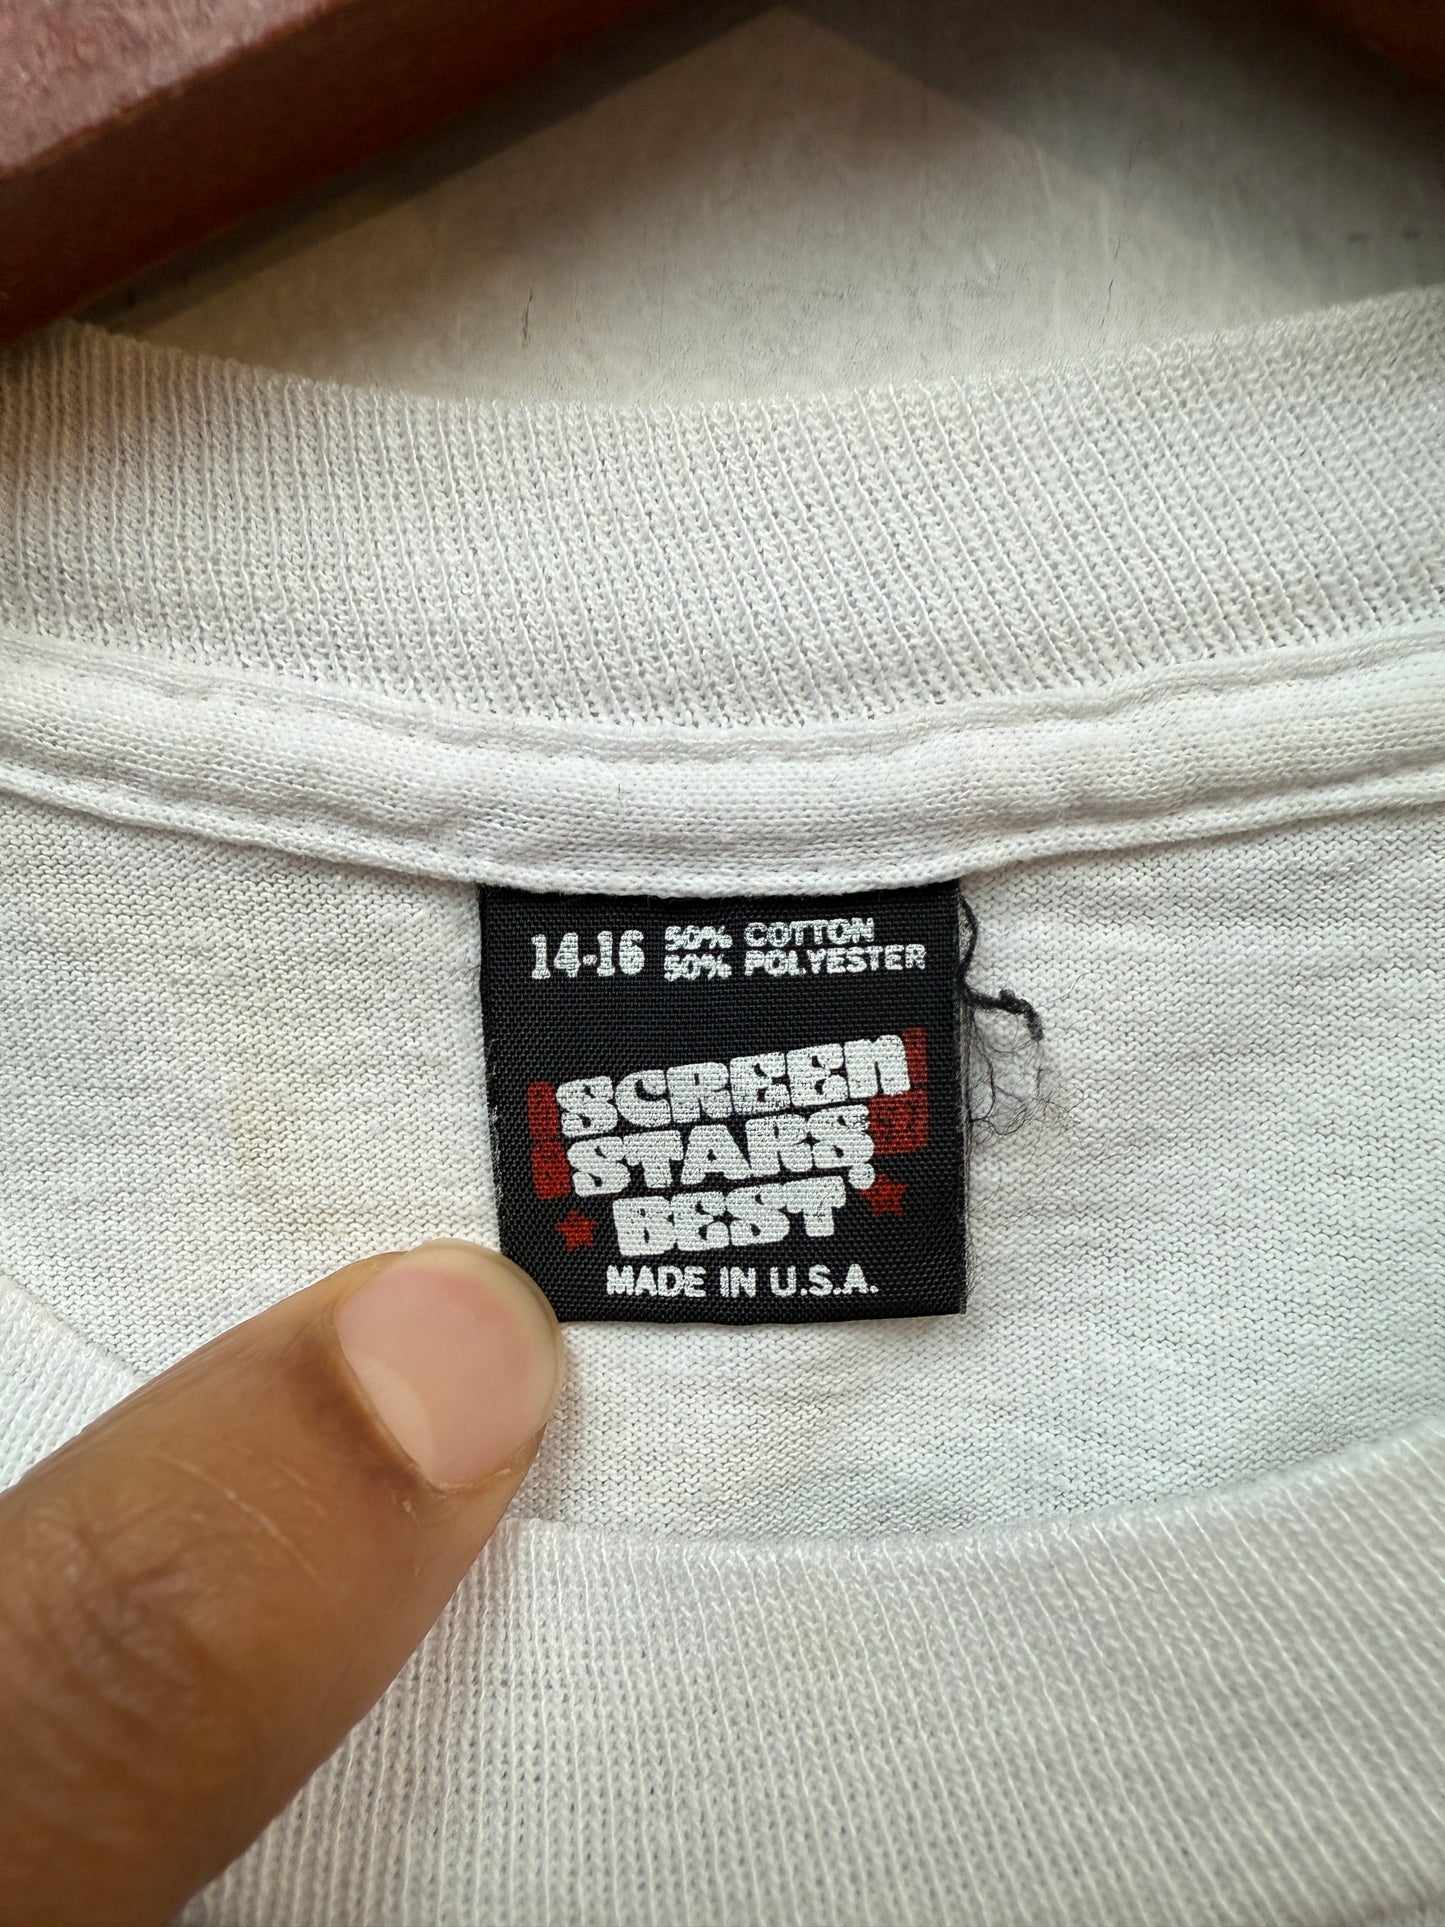 14-16 50% COTTON
50% POLYESTER
SCREEN
STARS®
BEST
MADE IN U.S.A.